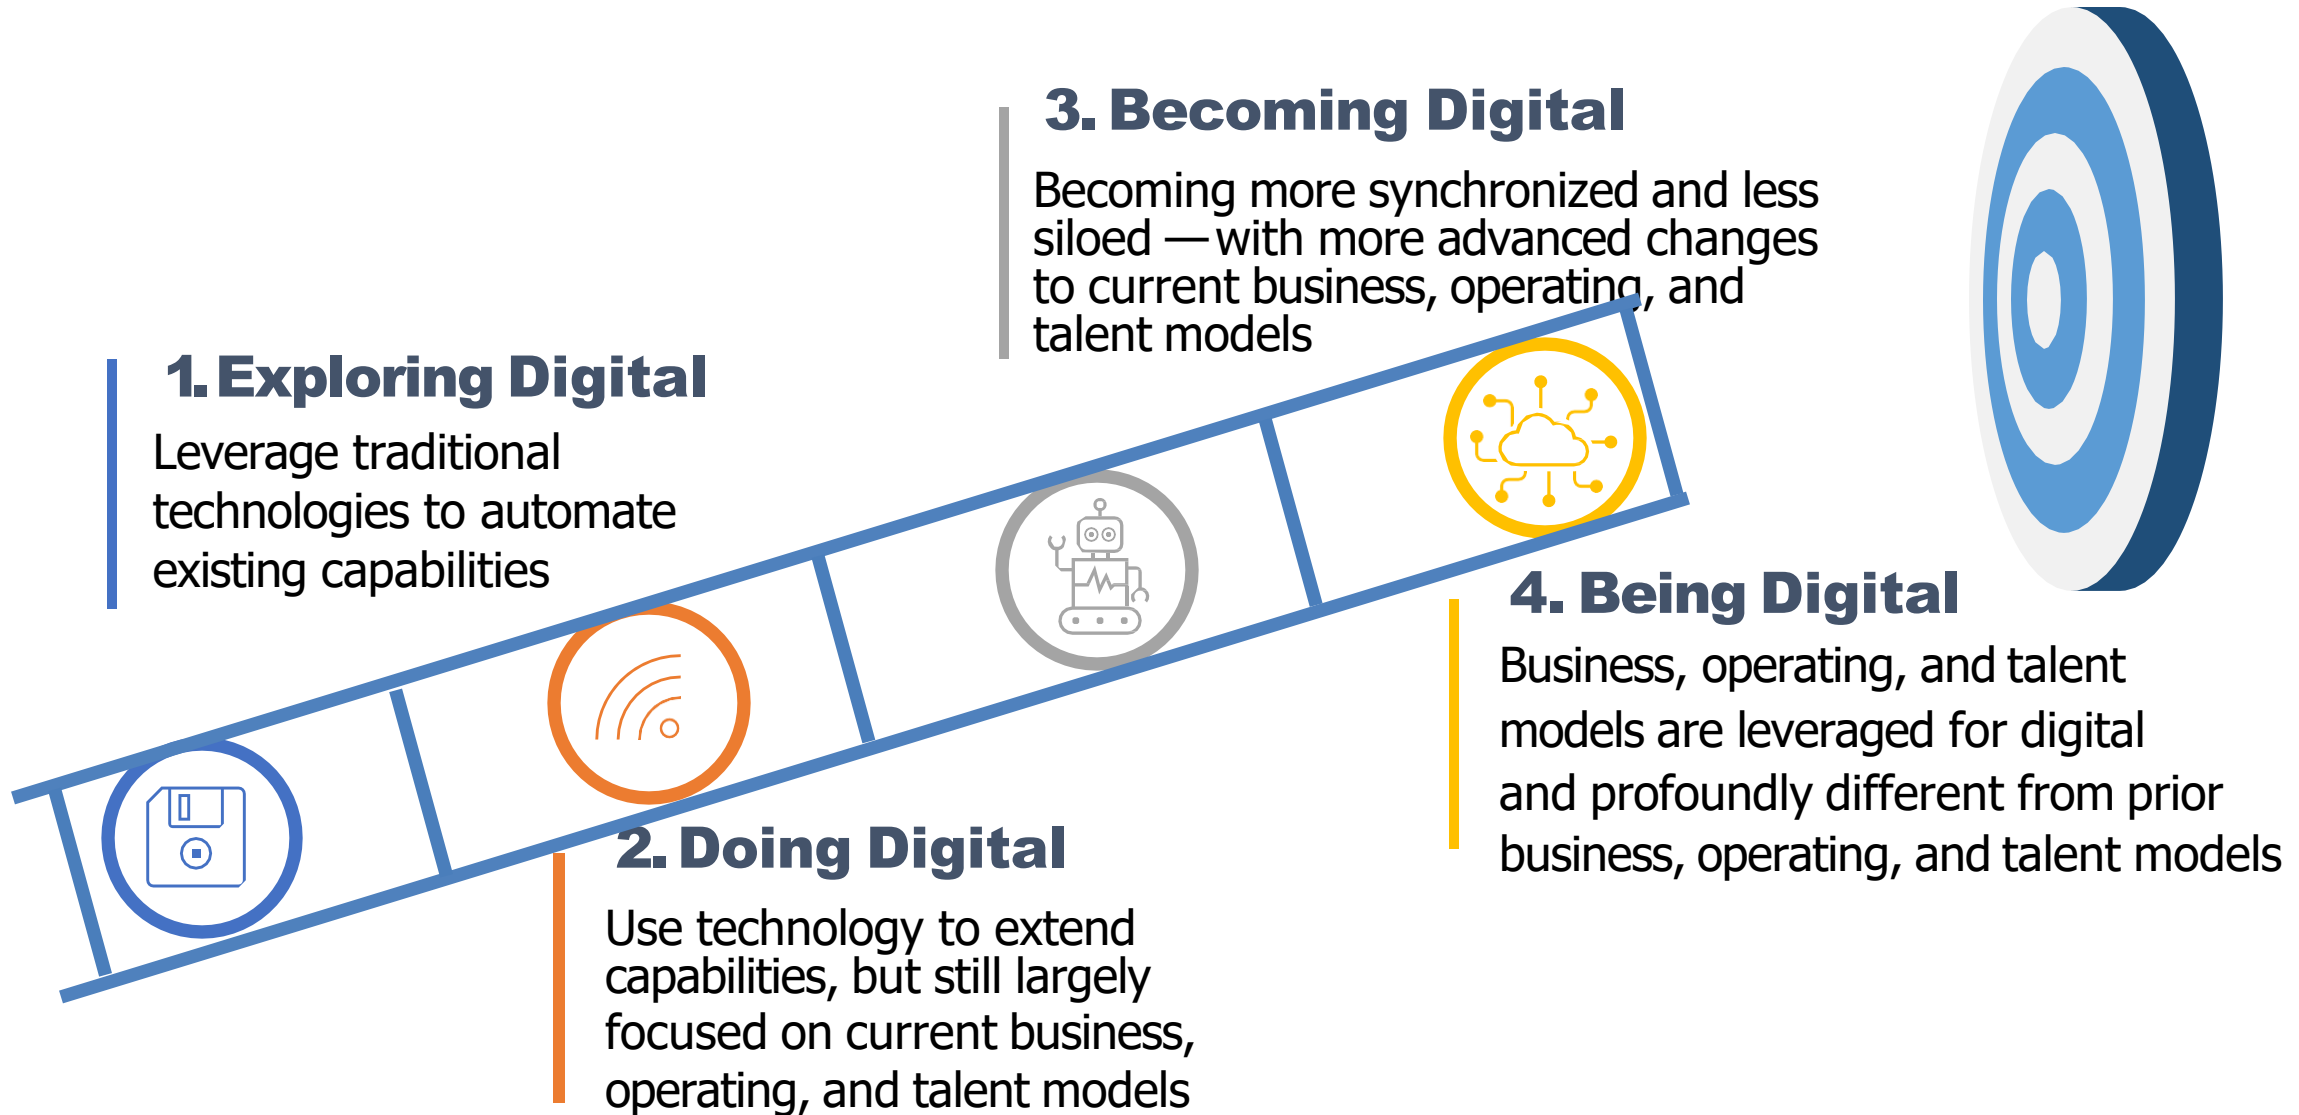 1. Exploring Digital
Leverage traditional
technologies to automate
existing capabilities
2. Doing Digital
Use technology to extend
capabilities, but still largely
focused on current business,
operating, and talent models
3. Becoming Digital
Becoming more synchronized and less
siloed — with more advanced changes
to current business, operating, and
talent models
4. Being Digital
Business, operating, and talent
models are leveraged for digital
and profoundly different from prior
business, operating, and talent models